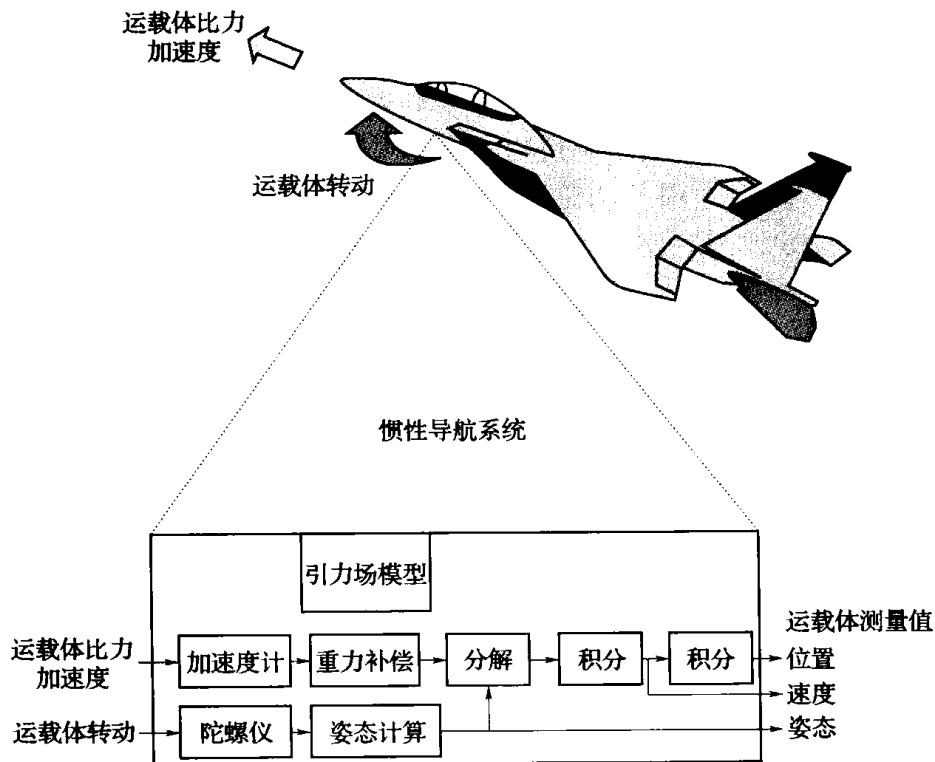 运载体比力
加速度
运载体转动
惯性导航系统
引力场模型
运载体测量值
运载体比力
加速度
加速度计
重力补偿
分解
积分
积分
位置
速度
运载体转动
陀螺仪
姿态计算
姿态